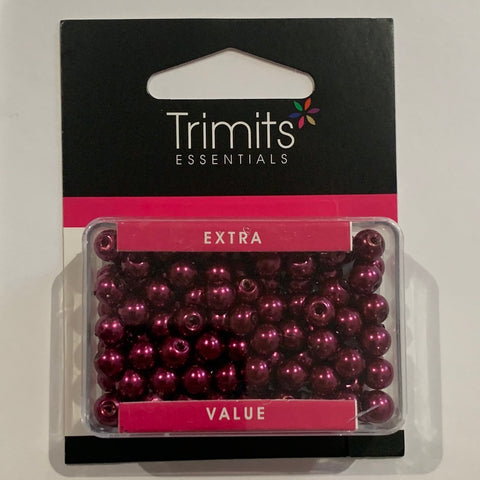 Trimits
ESSENTIALS
EXTRA
VALUE